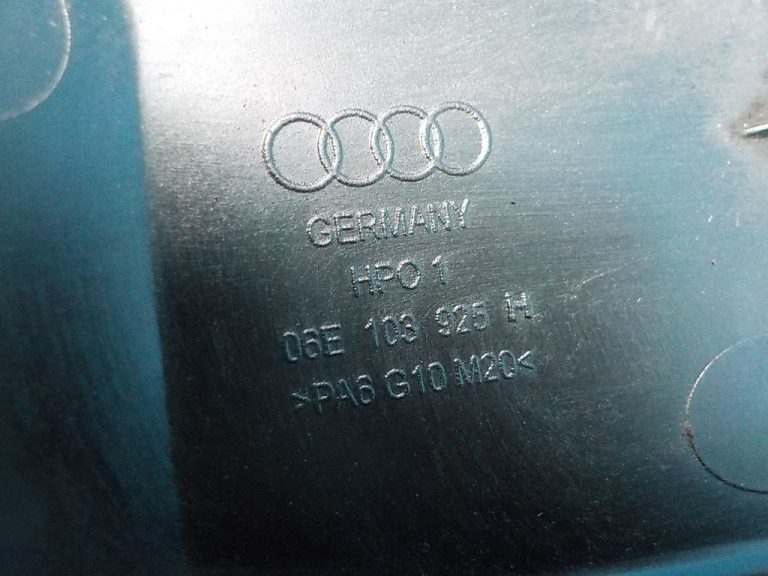 GERMANY
HPO 1
06E 103 925 H
>PA6 G10 M20<